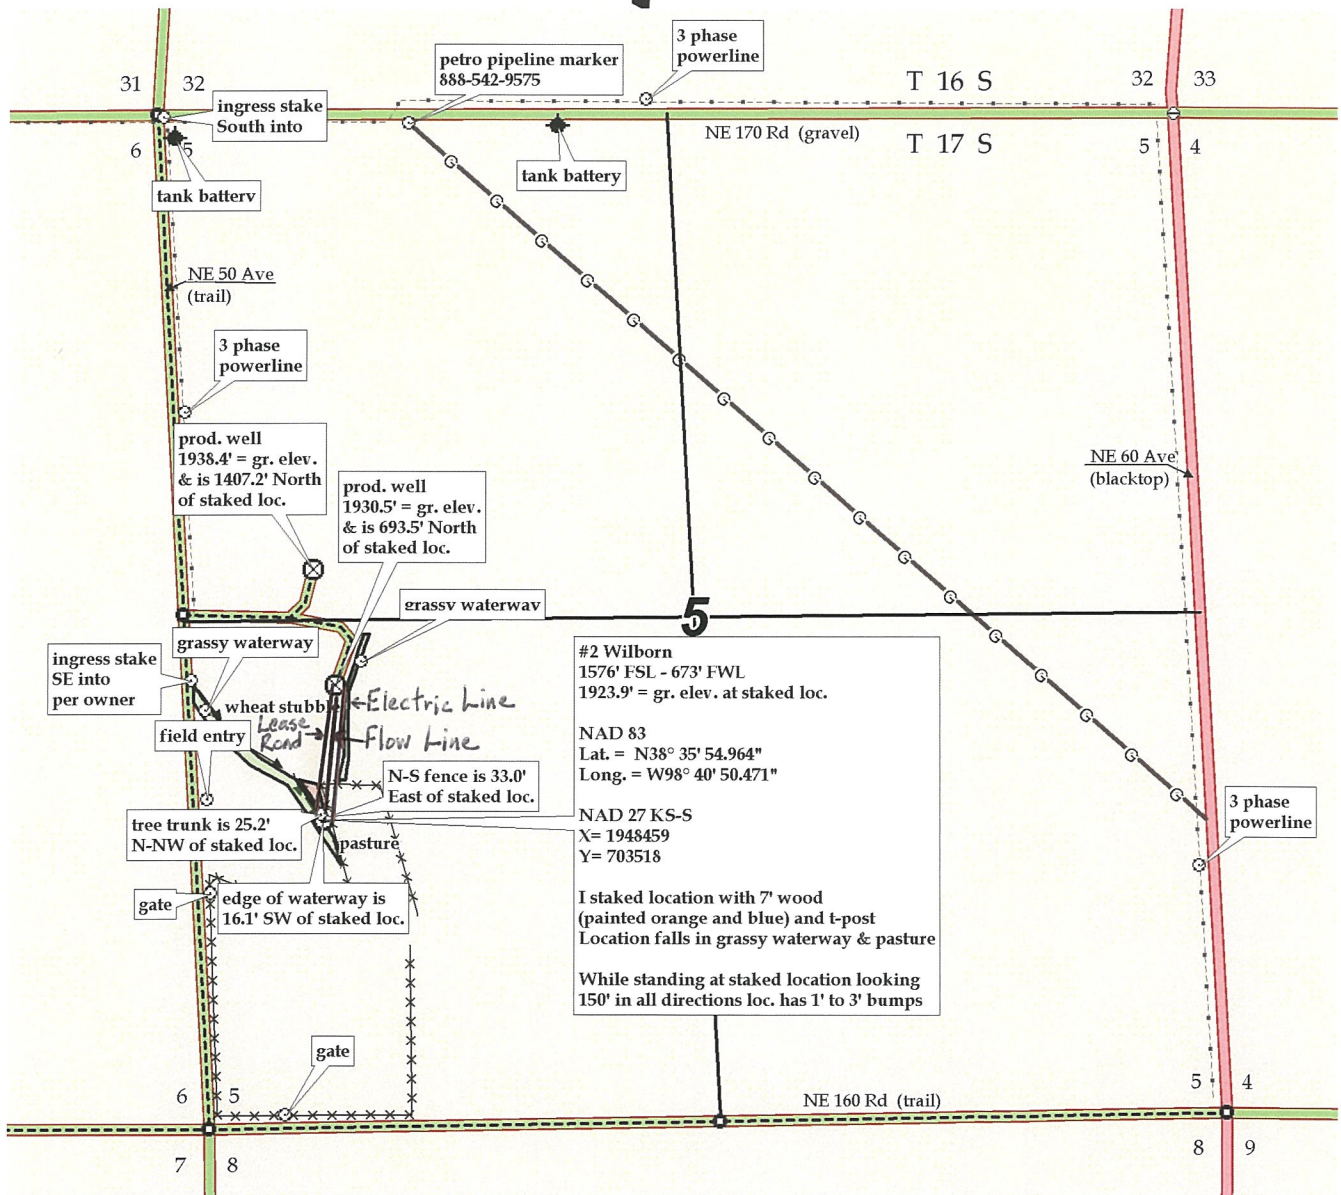 3 phase
powerline
petro pipeline marker
888-542-9575
31
32
T 16 S
32
33
ingress stake
South into
NE 170 Rd (gravel)
6
5
T 17 S
5
4
tank battery
tank battery
NE 50 Ave
(trail)
3 phase
powerline
prod. well
1938.4' = gr. elev.
& is 1407.2' North
of staked loc.
prod. well
1930.5' = gr. elev.
& is 693.5' North
of staked loc.
NE 60 Ave
(blacktop)
grassy waterway
5
grassy waterway
ingress stake
SE into
per owner
wheat stubbl
Electric Line
Lease
Road
Flow Line
field entry
#2 Wilborn
1576' FSL - 673' FWL
1923.9' = gr. elev. at staked loc.
NAD 83
Lat. = N38° 35' 54.964"
Long. = W98° 40' 50.471"
NAD 27 KS-S
X= 1948459
Y= 703518
I staked location with 7' wood
(painted orange and blue) and t-post
Location falls in grassy waterway & pasture
While standing at staked location looking
150' in all directions loc. has 1' to 3' bumps
N-S fence is 33.0'
East of staked loc.
tree trunk is 25.2'
N-NW of staked loc.
pasture
3 phase
powerline
gate
edge of waterway is
16.1' SW of staked loc.
gate
6
5
NE 160 Rd (trail)
5
4
7
8
8
9